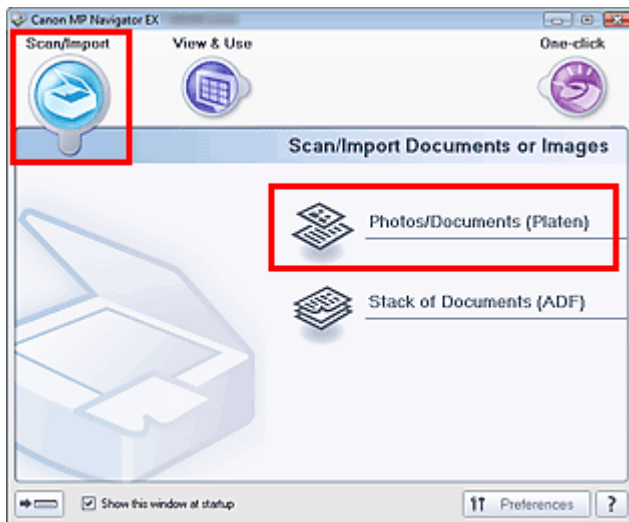 Canon MP Navigator EX
Scan/Import
View & Use
One-click
Scan/Import Documents or Images
Photos/Documents (Platen)
Stack of Documents (ADF)
Show this window at startup
Preferences
?